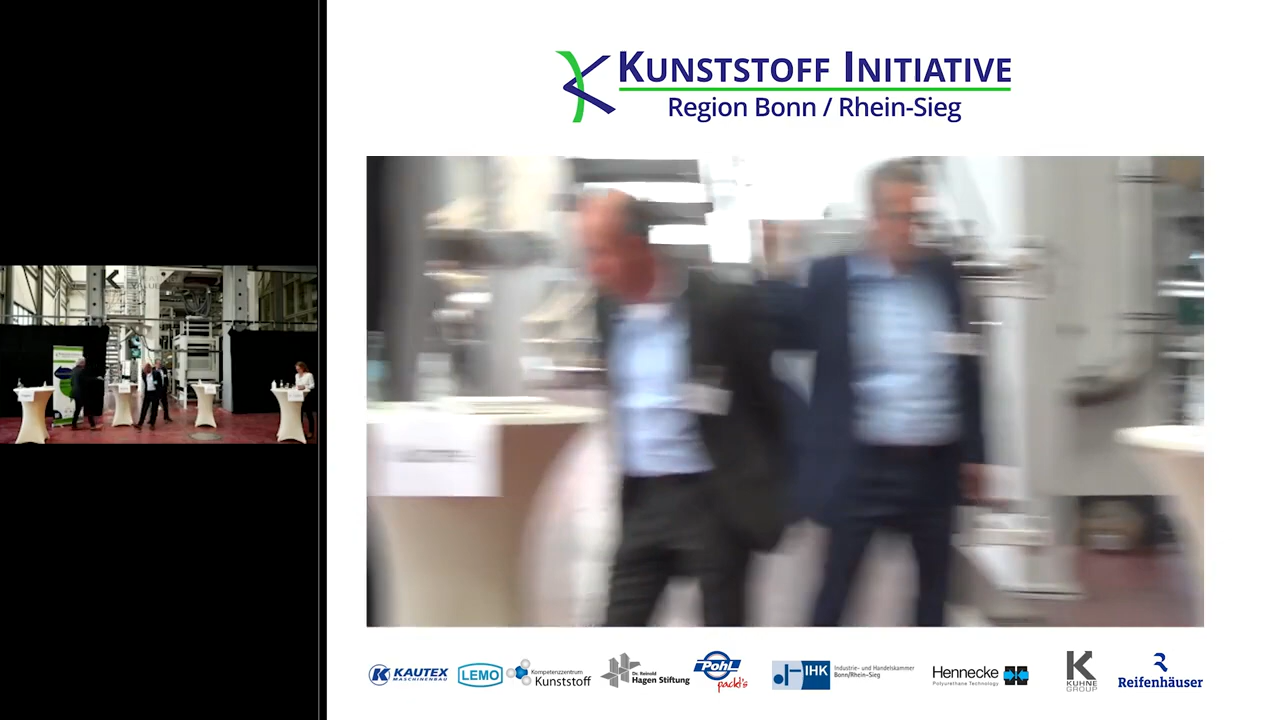 KUNSTSTOFF INITIATIVE
Region Bonn / Rhein-Sieg
KAUTEX
MASCHINENBAU
LEMO
Kompetenzzentrum
Kunststoff
Dr. Reinold
Hagen Stiftung
Pohl
packt's
IHK
Industrie- und Handelskammer
Bonn/Rhein-Sieg
Hennecke
Polyurethane Technology
K
KUHNE
GROUP
Reifenhäuser